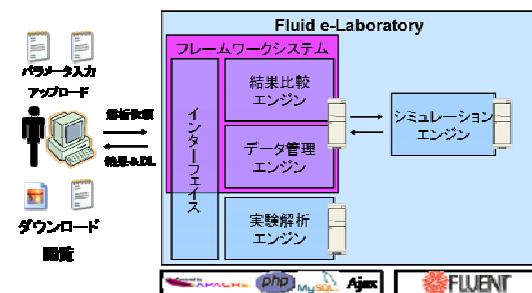 Fluid e-Laboratory
フレームワークシステム
パラメータ入力
アップロード
解析依頼
結果&DL
ダウンロード
閲覧
インターフェイス
結果比較
エンジン
データ管理
エンジン
実験解析
エンジン
シミュレーション
エンジン
Powered by
APACHE
php
MySQL
Ajax
FLUENT